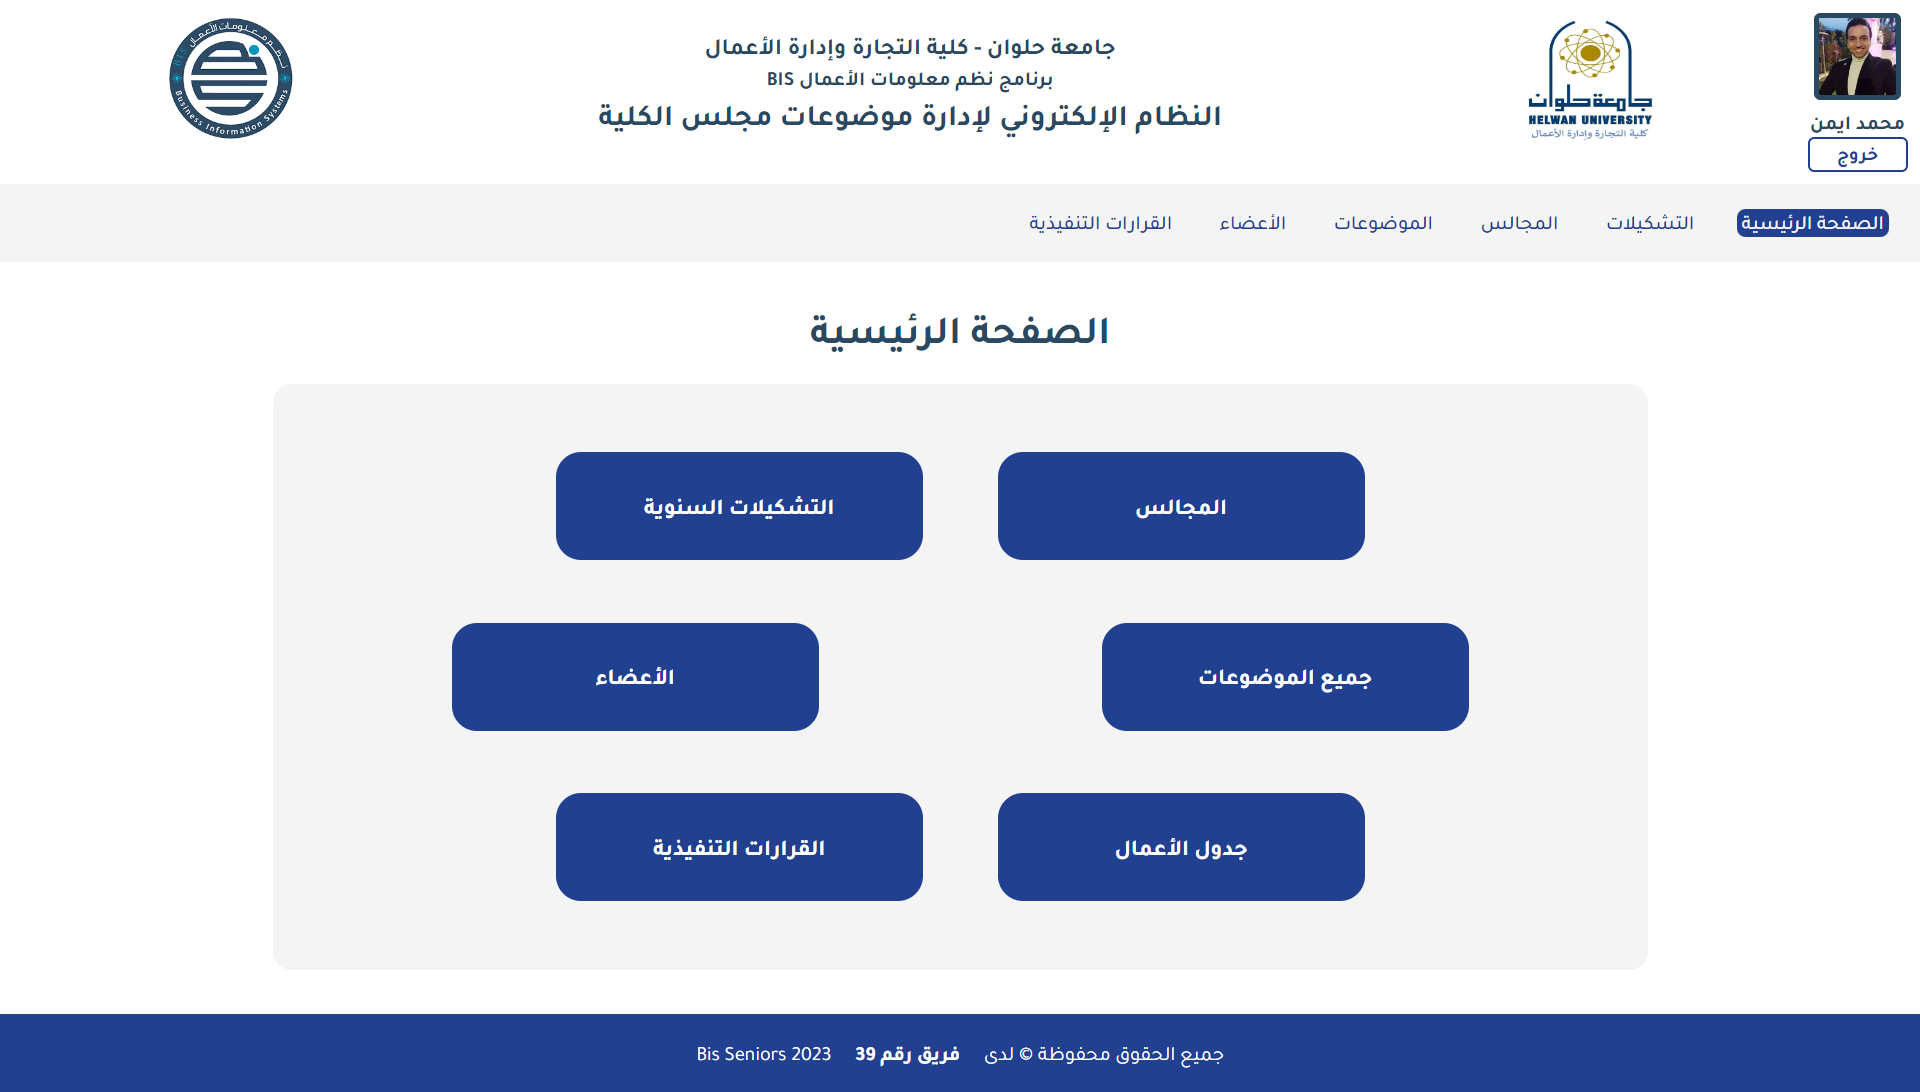 محمد ايمن
خروج
جامعة حلوان
HELWAN UNIVERSITY
كلية التجارة وإدارة الأعمال
جامعة حلوان - كلية التجارة وإدارة الأعمال
برنامج نظم معلومات الأعمال BIS
النظام الإلكتروني لإدارة موضوعات مجلس الكلية
نظم معلومات الأعمال
BIS
Business Information Systems
الصفحة الرئيسية التشكيلات المجالس الموضوعات الأعضاء القرارات التنفيذية
الصفحة الرئيسية
المجالس التشكيلات السنوية
جميع الموضوعات الأعضاء
جدول الأعمال القرارات التنفيذية
جميع الحقوق محفوظة © لدى فريق رقم 39 Bis Seniors 2023